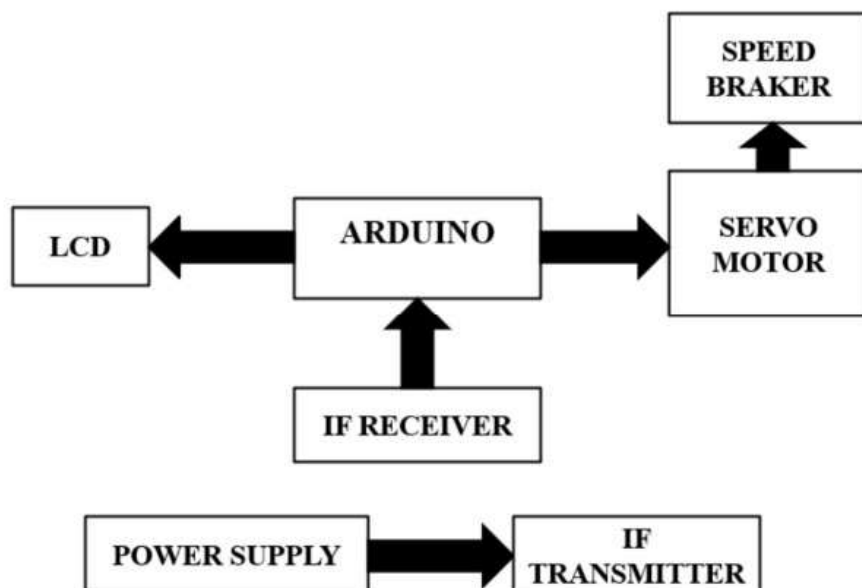 SPEED
BRAKER
LCD
ARDUINO
SERVO
MOTOR
IF RECEIVER
POWER SUPPLY
IF
TRANSMITTER